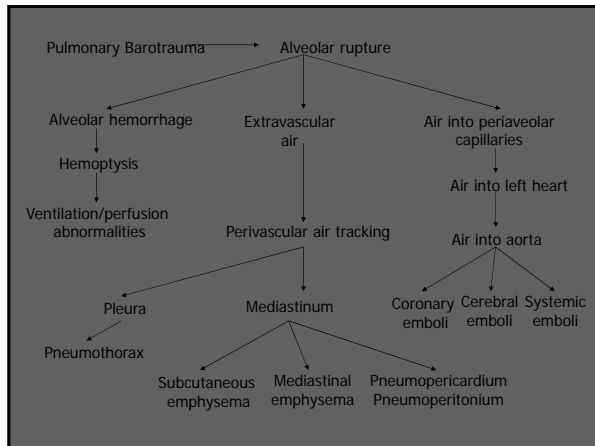 Pulmonary Barotrauma
Alveolar rupture
Alveolar hemorrhage
Extravascular
air
Air into periaveolar
capillaries
Hemoptysis
Air into left heart
Ventilation/perfusion
abnormalities
Perivascular air tracking
Air into aorta
Pleura
Mediastinum
Coronary
emboli
Cerebral
emboli
Systemic
emboli
Pneumothorax
Subcutaneous
emphysema
Mediastinal
emphysema
Pneumopericardium
Pneumoperitonium